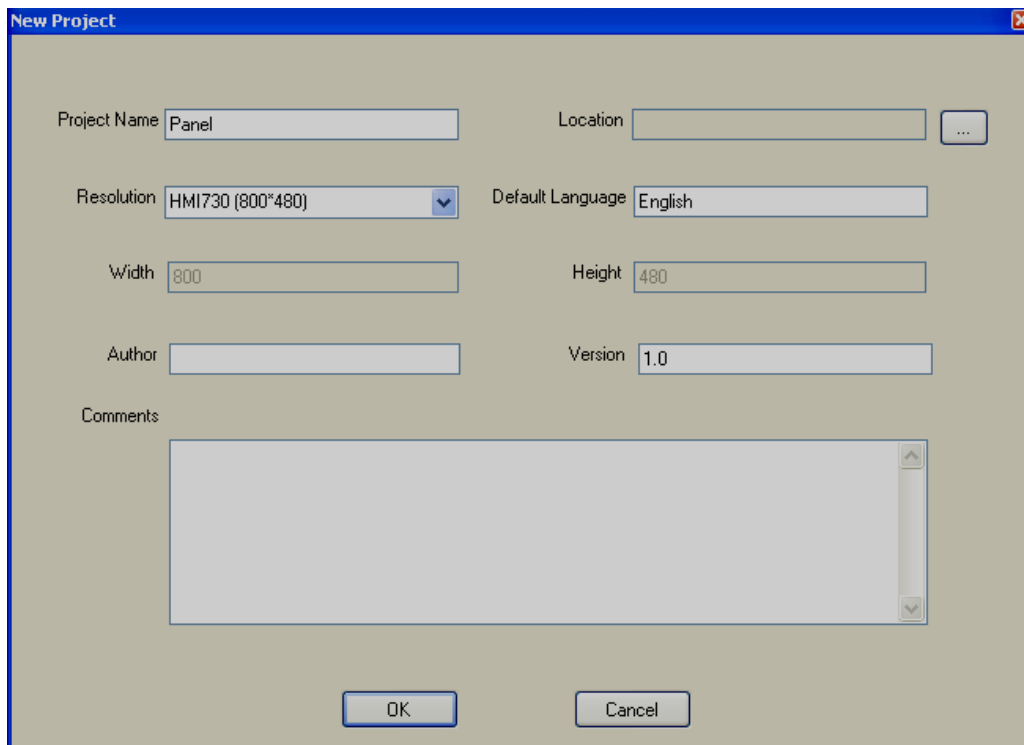 New Project
Project Name Panel Location ...
Resolution HMI730 (800*480) Default Language English
Width 800 Height 480
Author Version 1.0
Comments
OK Cancel